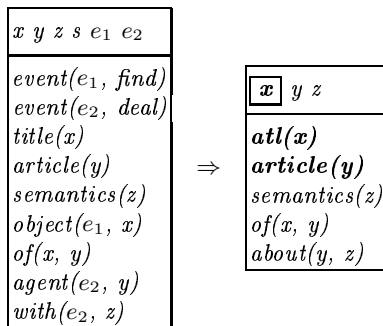 x y z s e₁ e₂
event(e₁, find)
event(e₂, deal)
title(x)
article(y)
semantics(z)
object(e₁, x)
of(x, y)
agent(e₂, y)
with(e₂, z)
⇒
x y z
atl(x)
article(y)
semantics(z)
of(x, y)
about(y, z)